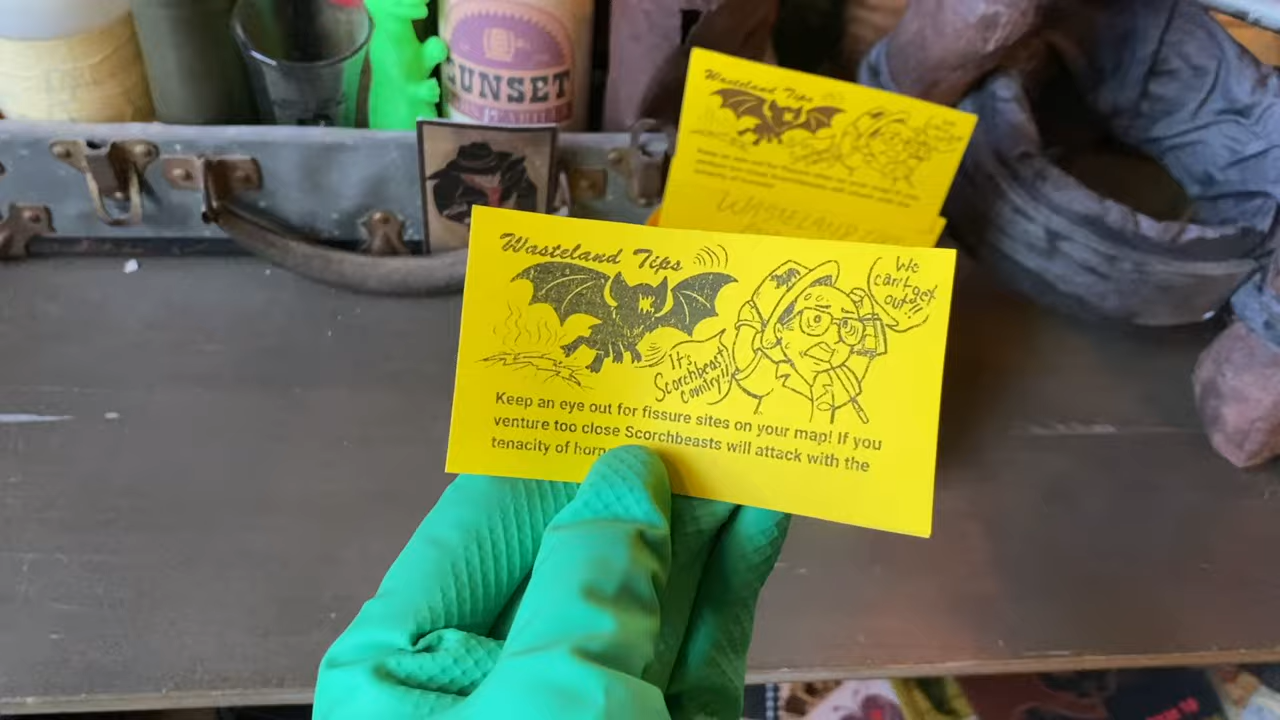 SUNSET
Wasteland Tips
Wasteland Tips
We
can't get
out!!
It's
Scorchbeast
country!!
Keep an eye out for fissure sites on your map! If you
venture too close Scorchbeasts will attack with the
tenacity of